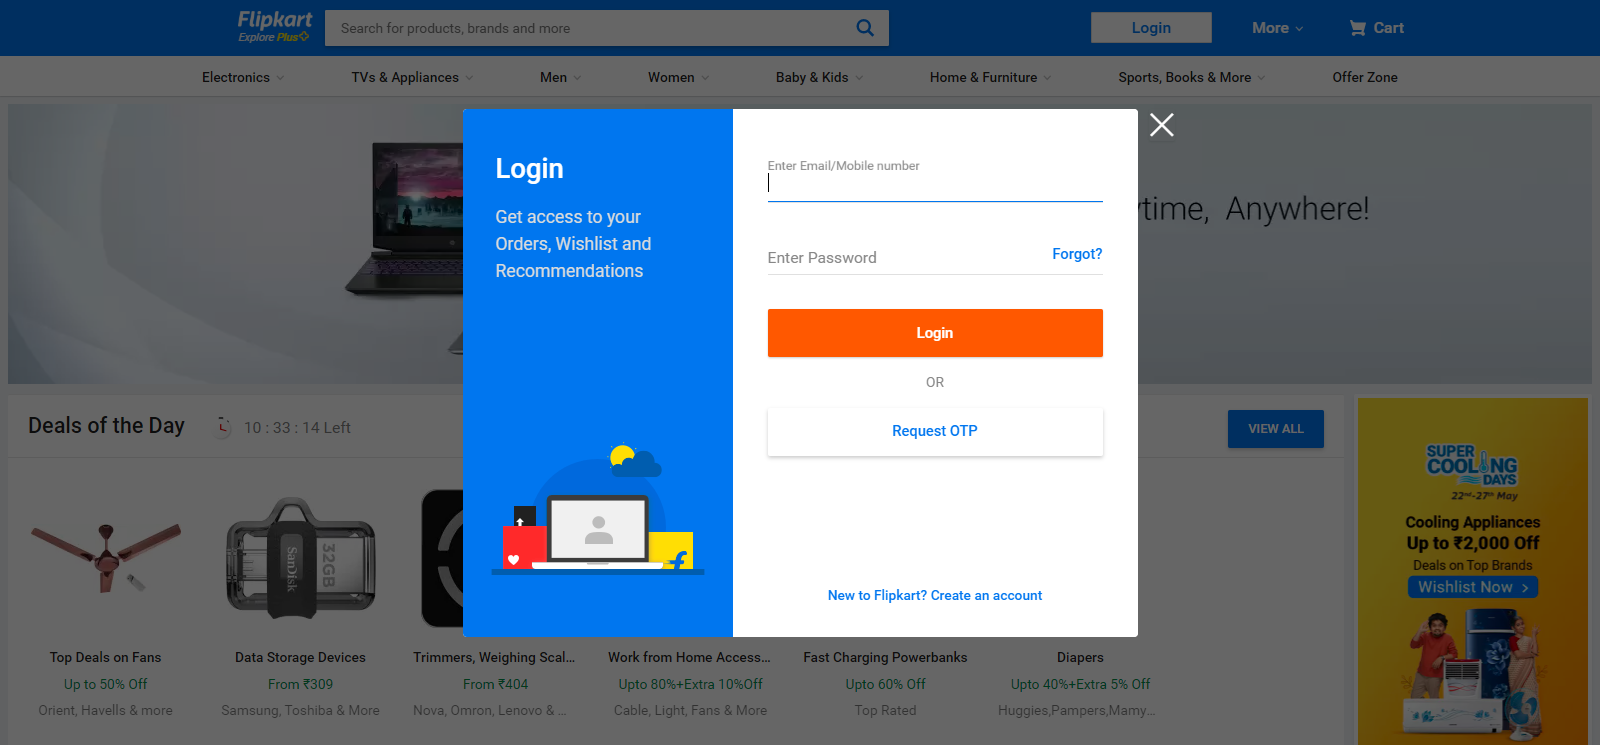 Flipkart
Explore Plus
Search for products, brands and more
Login
More
Cart
Electronics
TVs & Appliances
Men
Women
Baby & Kids
Home & Furniture
Sports, Books & More
Offer Zone
Anywhere!
Login
Get access to your
Orders, Wishlist and
Recommendations
Enter Email/Mobile number
Enter Password
Forgot?
Login
OR
Request OTP
New to Flipkart? Create an account
Deals of the Day
10 : 33 : 14 Left
VIEW ALL
SanDisk
32GB
Top Deals on Fans
Up to 50% Off
Orient, Havells & more
Data Storage Devices
From ₹309
Samsung, Toshiba & More
Trimmers, Weighing Scal...
From ₹404
Nova, Omron, Lenovo & ...
Work from Home Access...
Upto 80%+Extra 10%Off
Cable, Light, Fans & More
Fast Charging Powerbanks
Upto 60% Off
Top Rated
Diapers
Upto 40%+Extra 5% Off
Huggies,Pampers,Mamy...
SUPER
COOLING
DAYS
22nd-27th May
Cooling Appliances
Up to ₹2,000 Off
Deals on Top Brands
Wishlist Now >